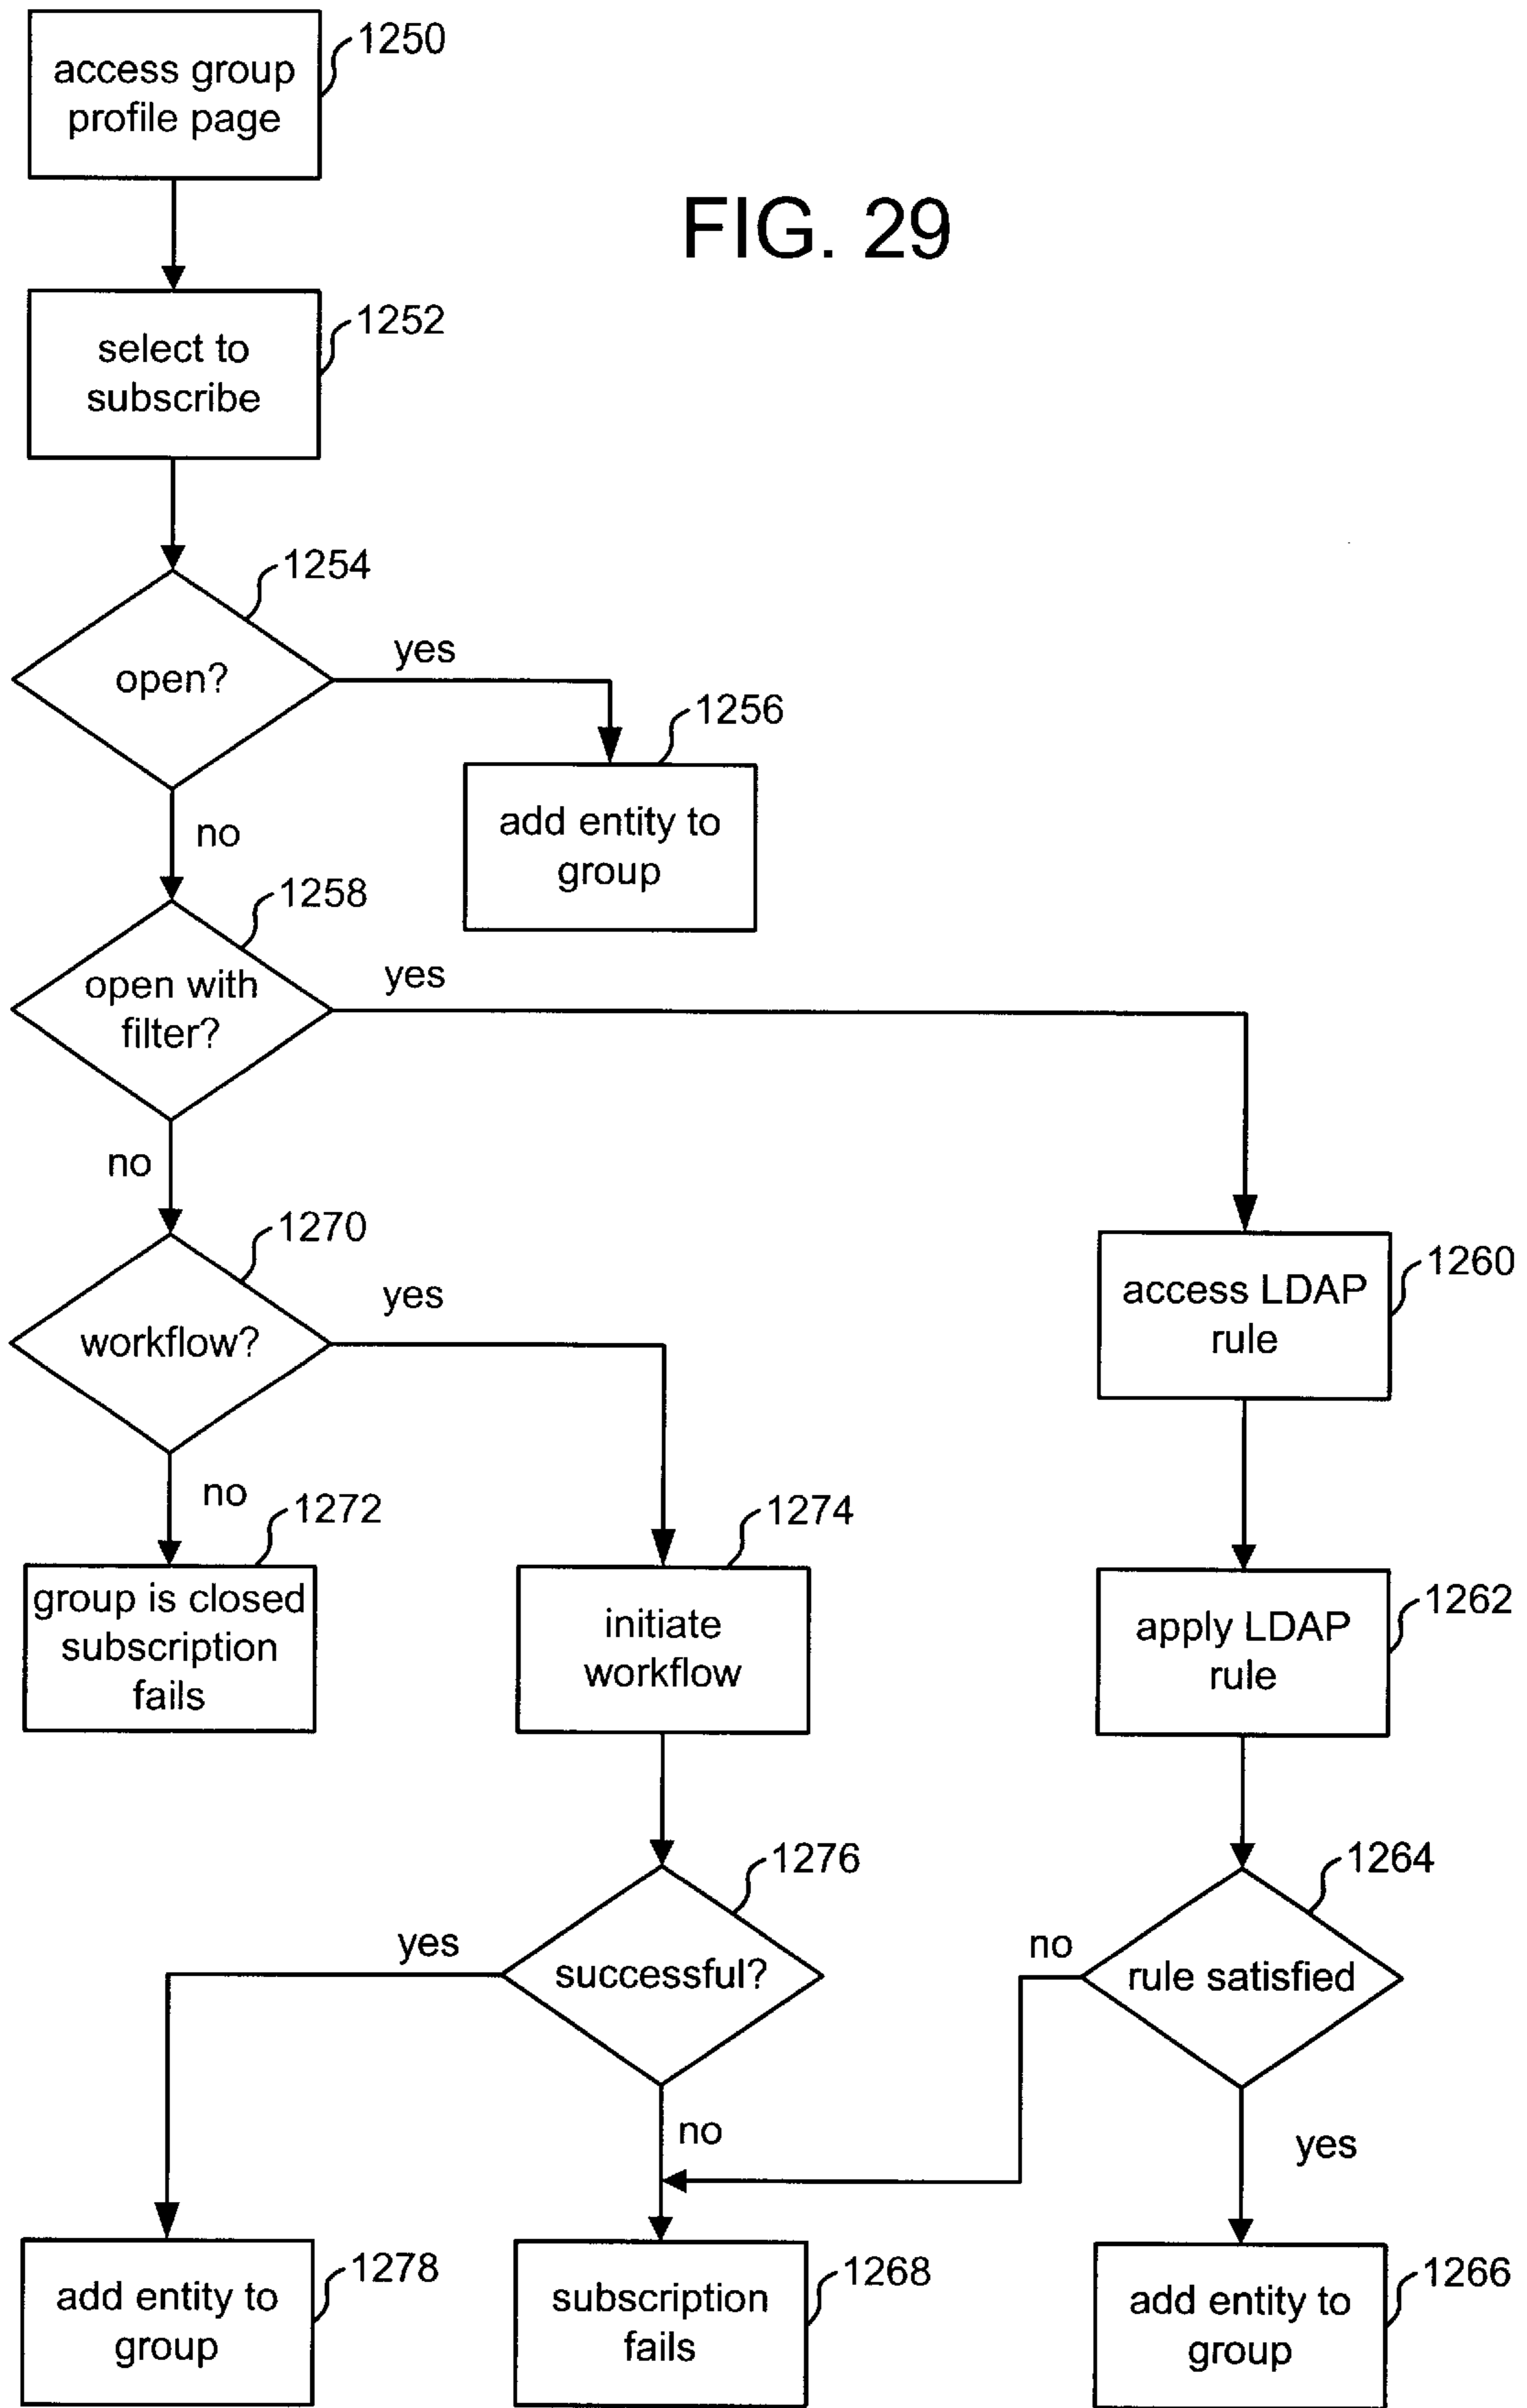 access group
profile page
1250
FIG. 29
select to
subscribe
1252
1254
open?
yes
1256
add entity to
group
no
1258
open with
filter?
yes
no
1270
workflow?
yes
1260
access LDAP
rule
no
1272
group is closed
subscription
fails
1274
initiate
workflow
1262
apply LDAP
rule
1276
successful?
yes
1264
no
rule satisfied
no
yes
1278
add entity to
group
1268
subscription
fails
1266
add entity to
group